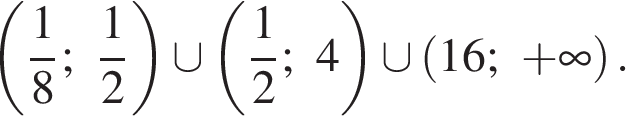 (1/8; 1/2) ∪ (1/2; 4) ∪ (16; +∞).